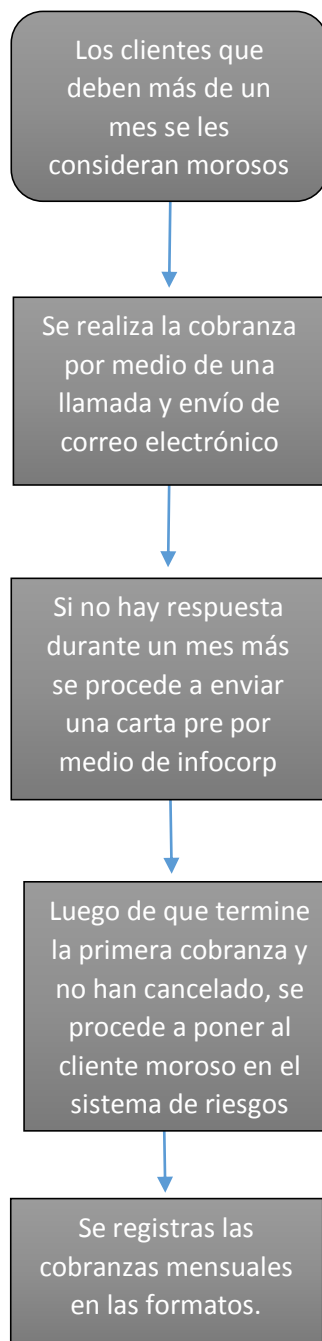 Los clientes que
deben más de un
mes se les
consideran morosos
Se realiza la cobranza
por medio de una
llamada y envío de
correo electrónico
Si no hay respuesta
durante un mes más
se procede a enviar
una carta pre por
medio de infocorp
Luego de que termine
la primera cobranza y
no han cancelado, se
procede a poner al
cliente moroso en el
sistema de riesgos
Se registras las
cobranzas mensuales
en las formatos.